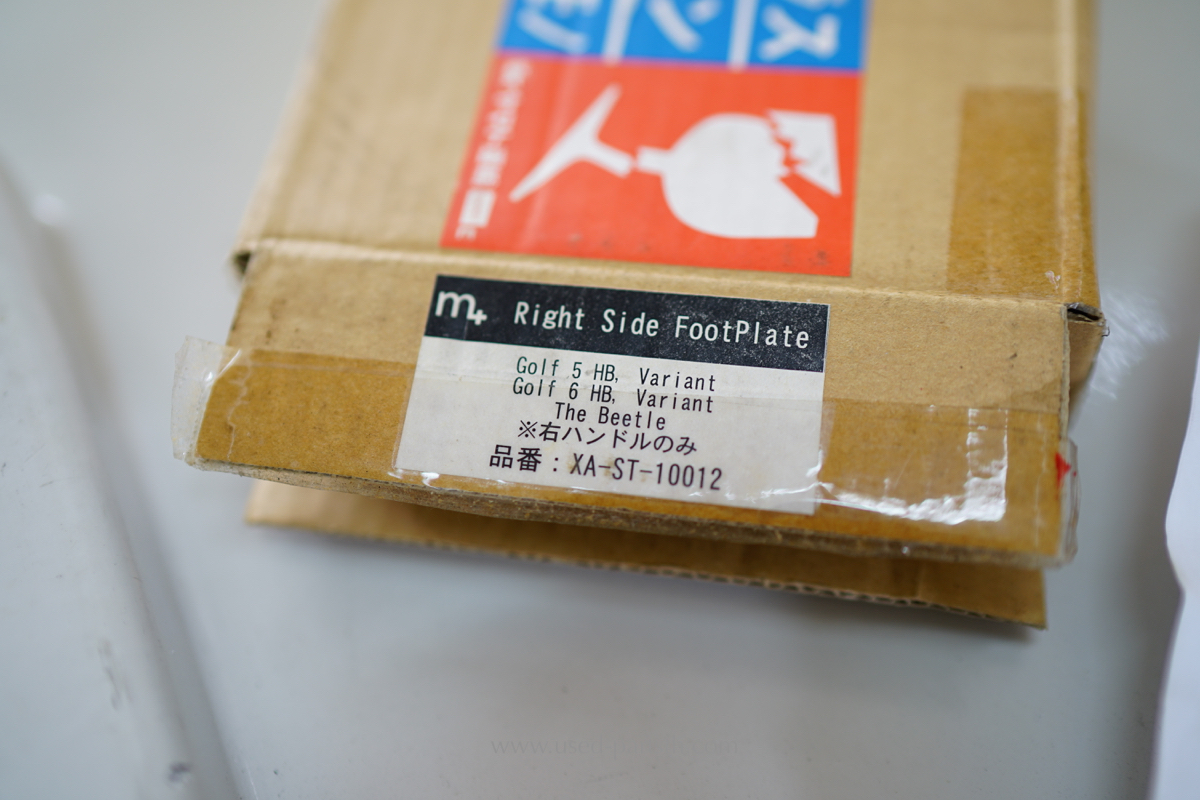 m+ Right Side FootPlate
Golf 5 HB, Variant
Golf 6 HB, Variant
The Beetle
※右ハンドルのみ
品番：XA-ST-10012